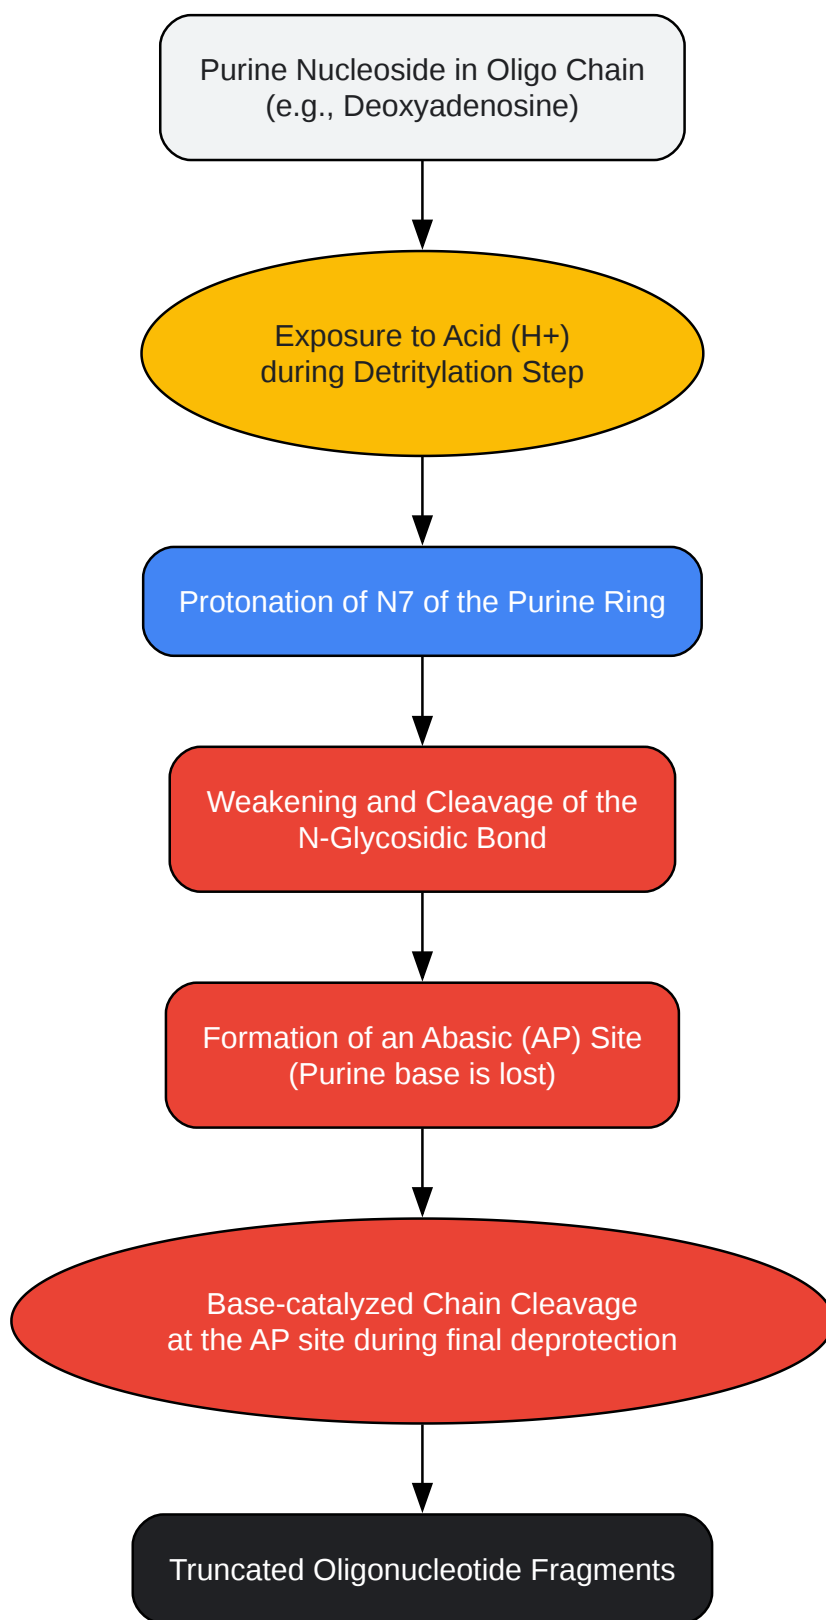 Purine Nucleoside in Oligo Chain
(e.g., Deoxyadenosine)
Exposure to Acid (H+)
during Detritylation Step
Protonation of N7 of the Purine Ring
Weakening and Cleavage of the
N-Glycosidic Bond
Formation of an Abasic (AP) Site
(Purine base is lost)
Base-catalyzed Chain Cleavage
at the AP site during final deprotection
Truncated Oligonucleotide Fragments